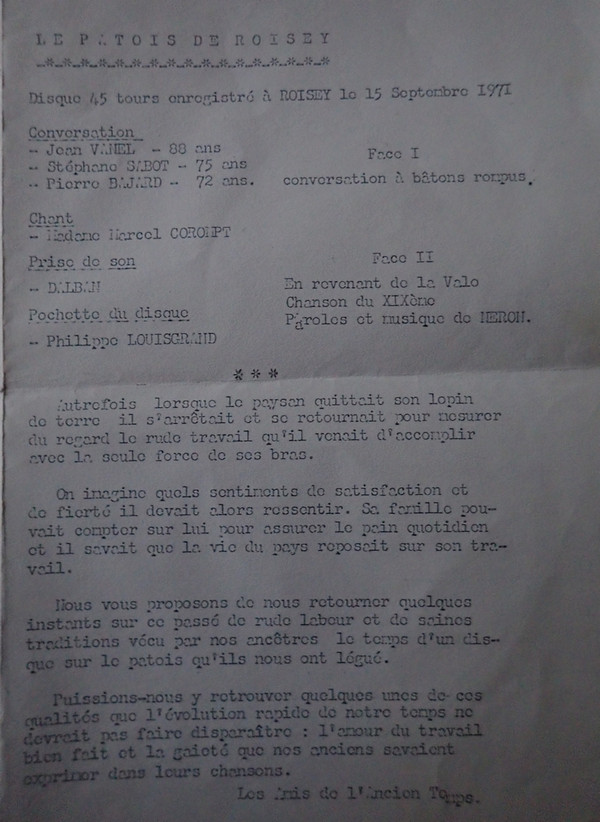 LE PATOIS DE ROISEY
_*_*_*_*_*_*_*_*_*_*_*_*_*_*_*
Disque 45 tours enregistré à ROISEY le 15 Septembre 1971
Conversation
- Jean VANEL - 88 ans
- Stéphane SABOT - 75 ans
- Pierre BAJARD - 72 ans.
Face I
conversation à bâtons rompus.
Chant
- Madame Marcel COROMPT
Prise de son
- DALBAN
Pochette du disque
- Philippe LOUISGRAND
Face II
En revenant de la Valo
Chanson du XIXème
Paroles et musique de HERON.
* * *
Autrefois lorsque le paysan quittait son lopin
de terre il s'arrêtait et se retournait pour mesurer
du regard le rude travail qu'il venait d'accomplir
avec la seule force de ses bras.
On imagine quels sentiments de satisfaction et
de fierté il devait alors ressentir. Sa famille pou-
vait compter sur lui pour assurer le pain quotidien
et il savait que la vie du pays reposait sur son tra-
vail.
Nous vous proposons de nous retourner quelques
instants sur ce passé de rude labeur et de saines
traditions vécu par nos ancêtres le temps d'un dis-
que sur le patois qu'ils nous ont légué.
Puissions-nous y retrouver quelques unes de ces
qualités que l'évolution rapide de notre temps ne
devrait pas faire disparaître : l'amour du travail
bien fait et la gaieté que nos anciens savaient
exprimer dans leurs chansons.
Les Amis de l'Ancien Temps.